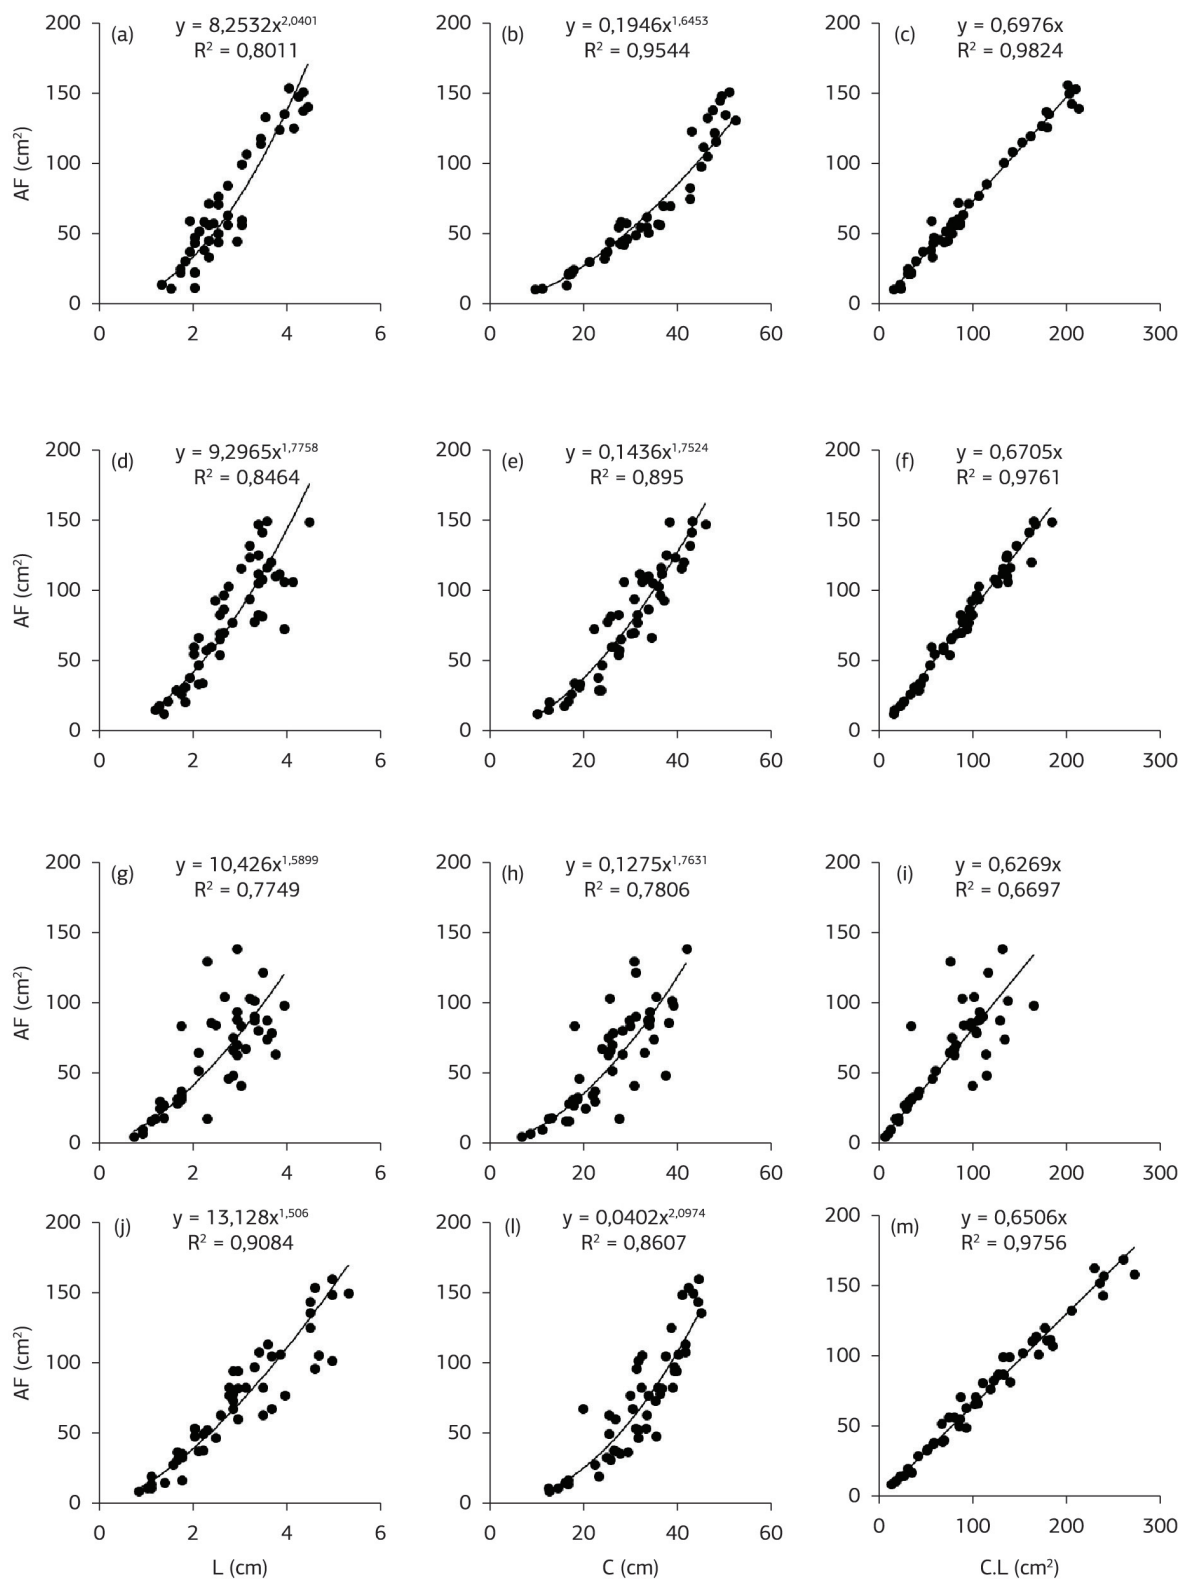 (a) y = 8,2532x^2,0401
R² = 0,8011
200
150
100
50
0
AF (cm²)
0 2 4 6
(b) y = 0,1946x^1,6453
R² = 0,9544
200
150
100
50
0
0 20 40 60
(c) y = 0,6976x
R² = 0,9824
200
150
100
50
0
0 100 200 300
(d) y = 9,2965x^1,7758
R² = 0,8464
200
150
100
50
0
AF (cm²)
0 2 4 6
(e) y = 0,1436x^1,7524
R² = 0,895
200
150
100
50
0
0 20 40 60
(f) y = 0,6705x
R² = 0,9761
200
150
100
50
0
0 100 200 300
(g) y = 10,426x^1,5899
R² = 0,7749
200
150
100
50
0
AF (cm²)
0 2 4 6
(h) y = 0,1275x^1,7631
R² = 0,7806
200
150
100
50
0
0 20 40 60
(i) y = 0,6269x
R² = 0,6697
200
150
100
50
0
0 100 200 300
(j) y = 13,128x^1,506
R² = 0,9084
200
150
100
50
0
AF (cm²)
0 2 4 6
L (cm)
(l) y = 0,0402x^2,0974
R² = 0,8607
200
150
100
50
0
0 20 40 60
C (cm)
(m) y = 0,6506x
R² = 0,9756
200
150
100
50
0
0 100 200 300
C.L (cm²)